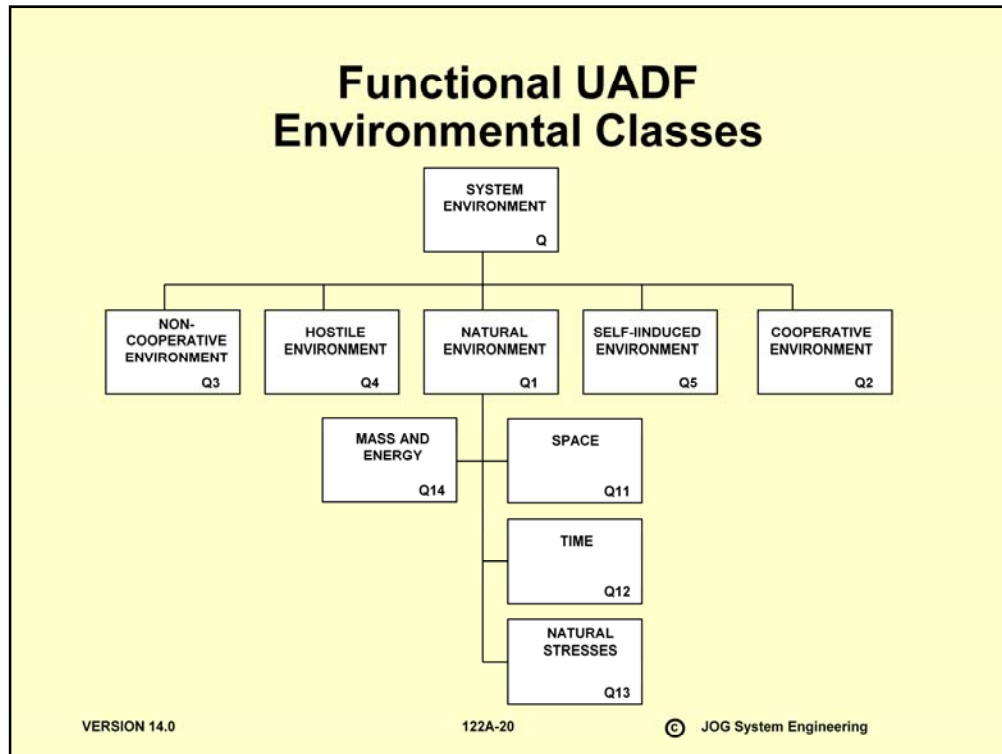 Functional UADF
Environmental Classes
SYSTEM
ENVIRONMENT
Q
NON-
COOPERATIVE
ENVIRONMENT
Q3
HOSTILE
ENVIRONMENT
Q4
NATURAL
ENVIRONMENT
Q1
SELF-IINDUCED
ENVIRONMENT
Q5
COOPERATIVE
ENVIRONMENT
Q2
MASS AND
ENERGY
Q14
SPACE
Q11
TIME
Q12
NATURAL
STRESSES
Q13
VERSION 14.0
122A-20
© JOG System Engineering